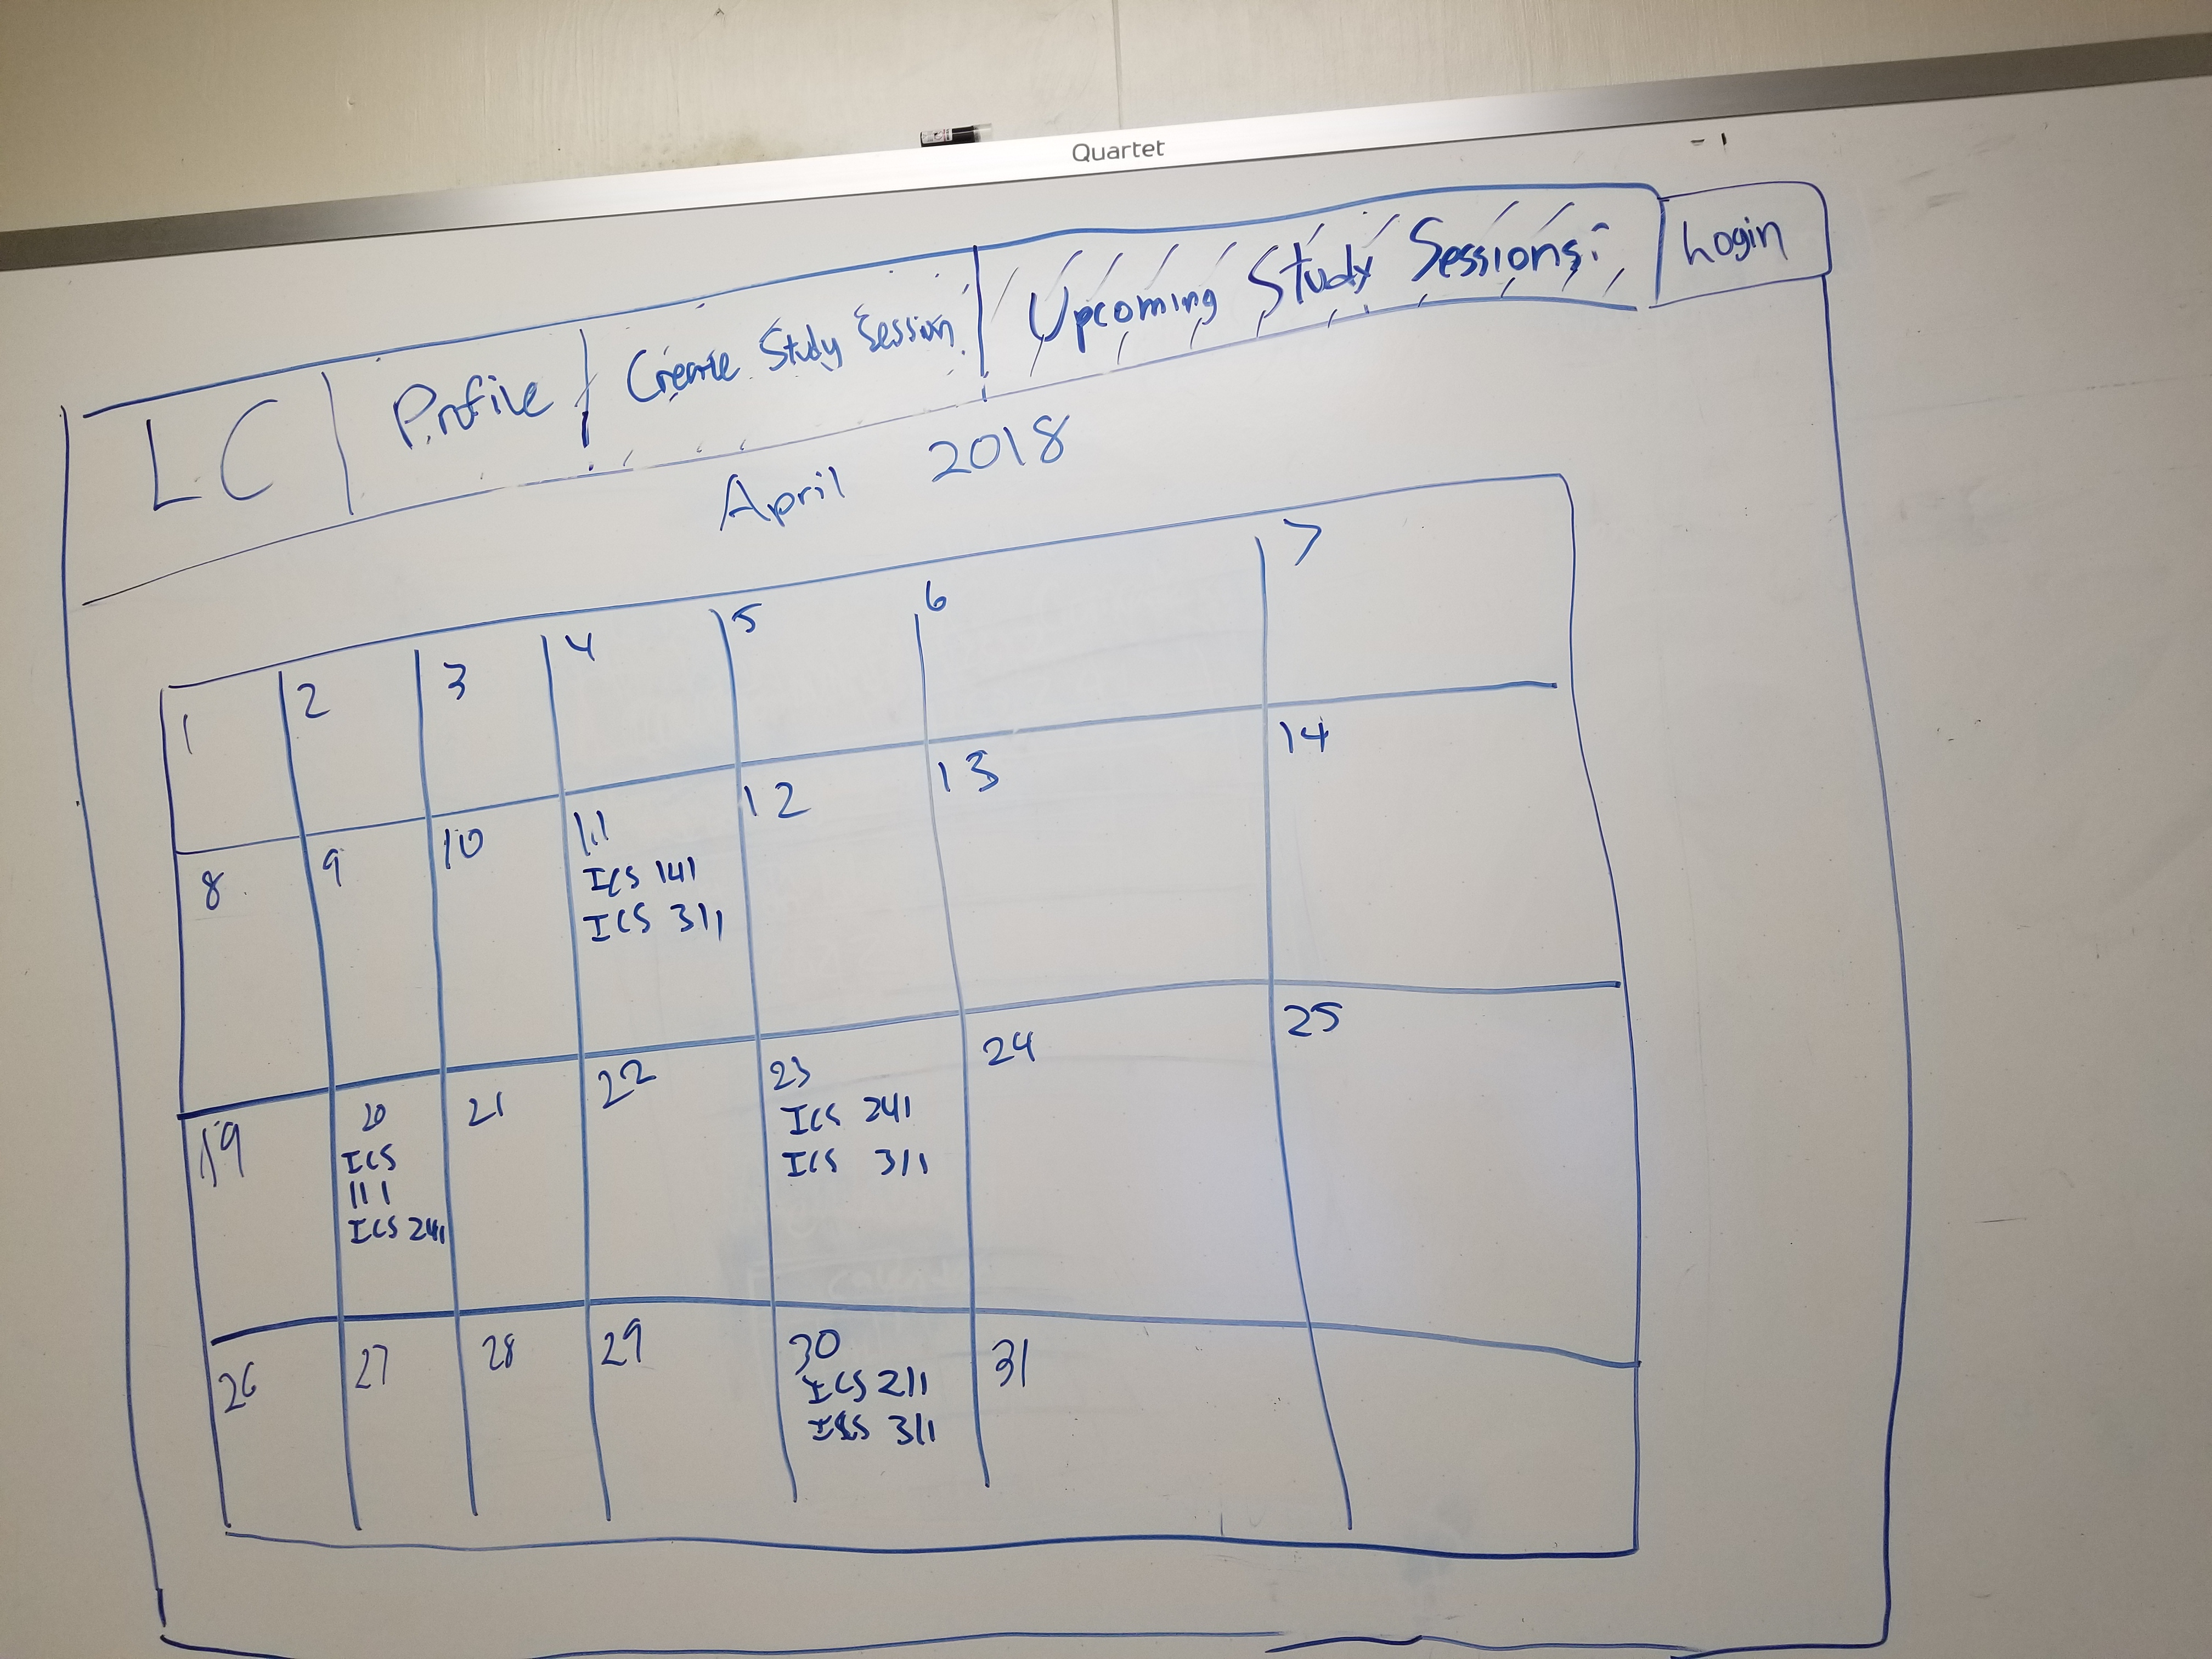 Quartet
LC Profile Create Study Session Upcoming Study Sessions: Login
April 2018
1 2 3 4 5 6 7
8 9 10 11 12 13 14
ICS 141
ICS 311
19 20 21 22 23 24 25
ICS
111
ICS 241
ICS 241
ICS 311
26 27 28 29 30 31
ICS 211
ICS 311